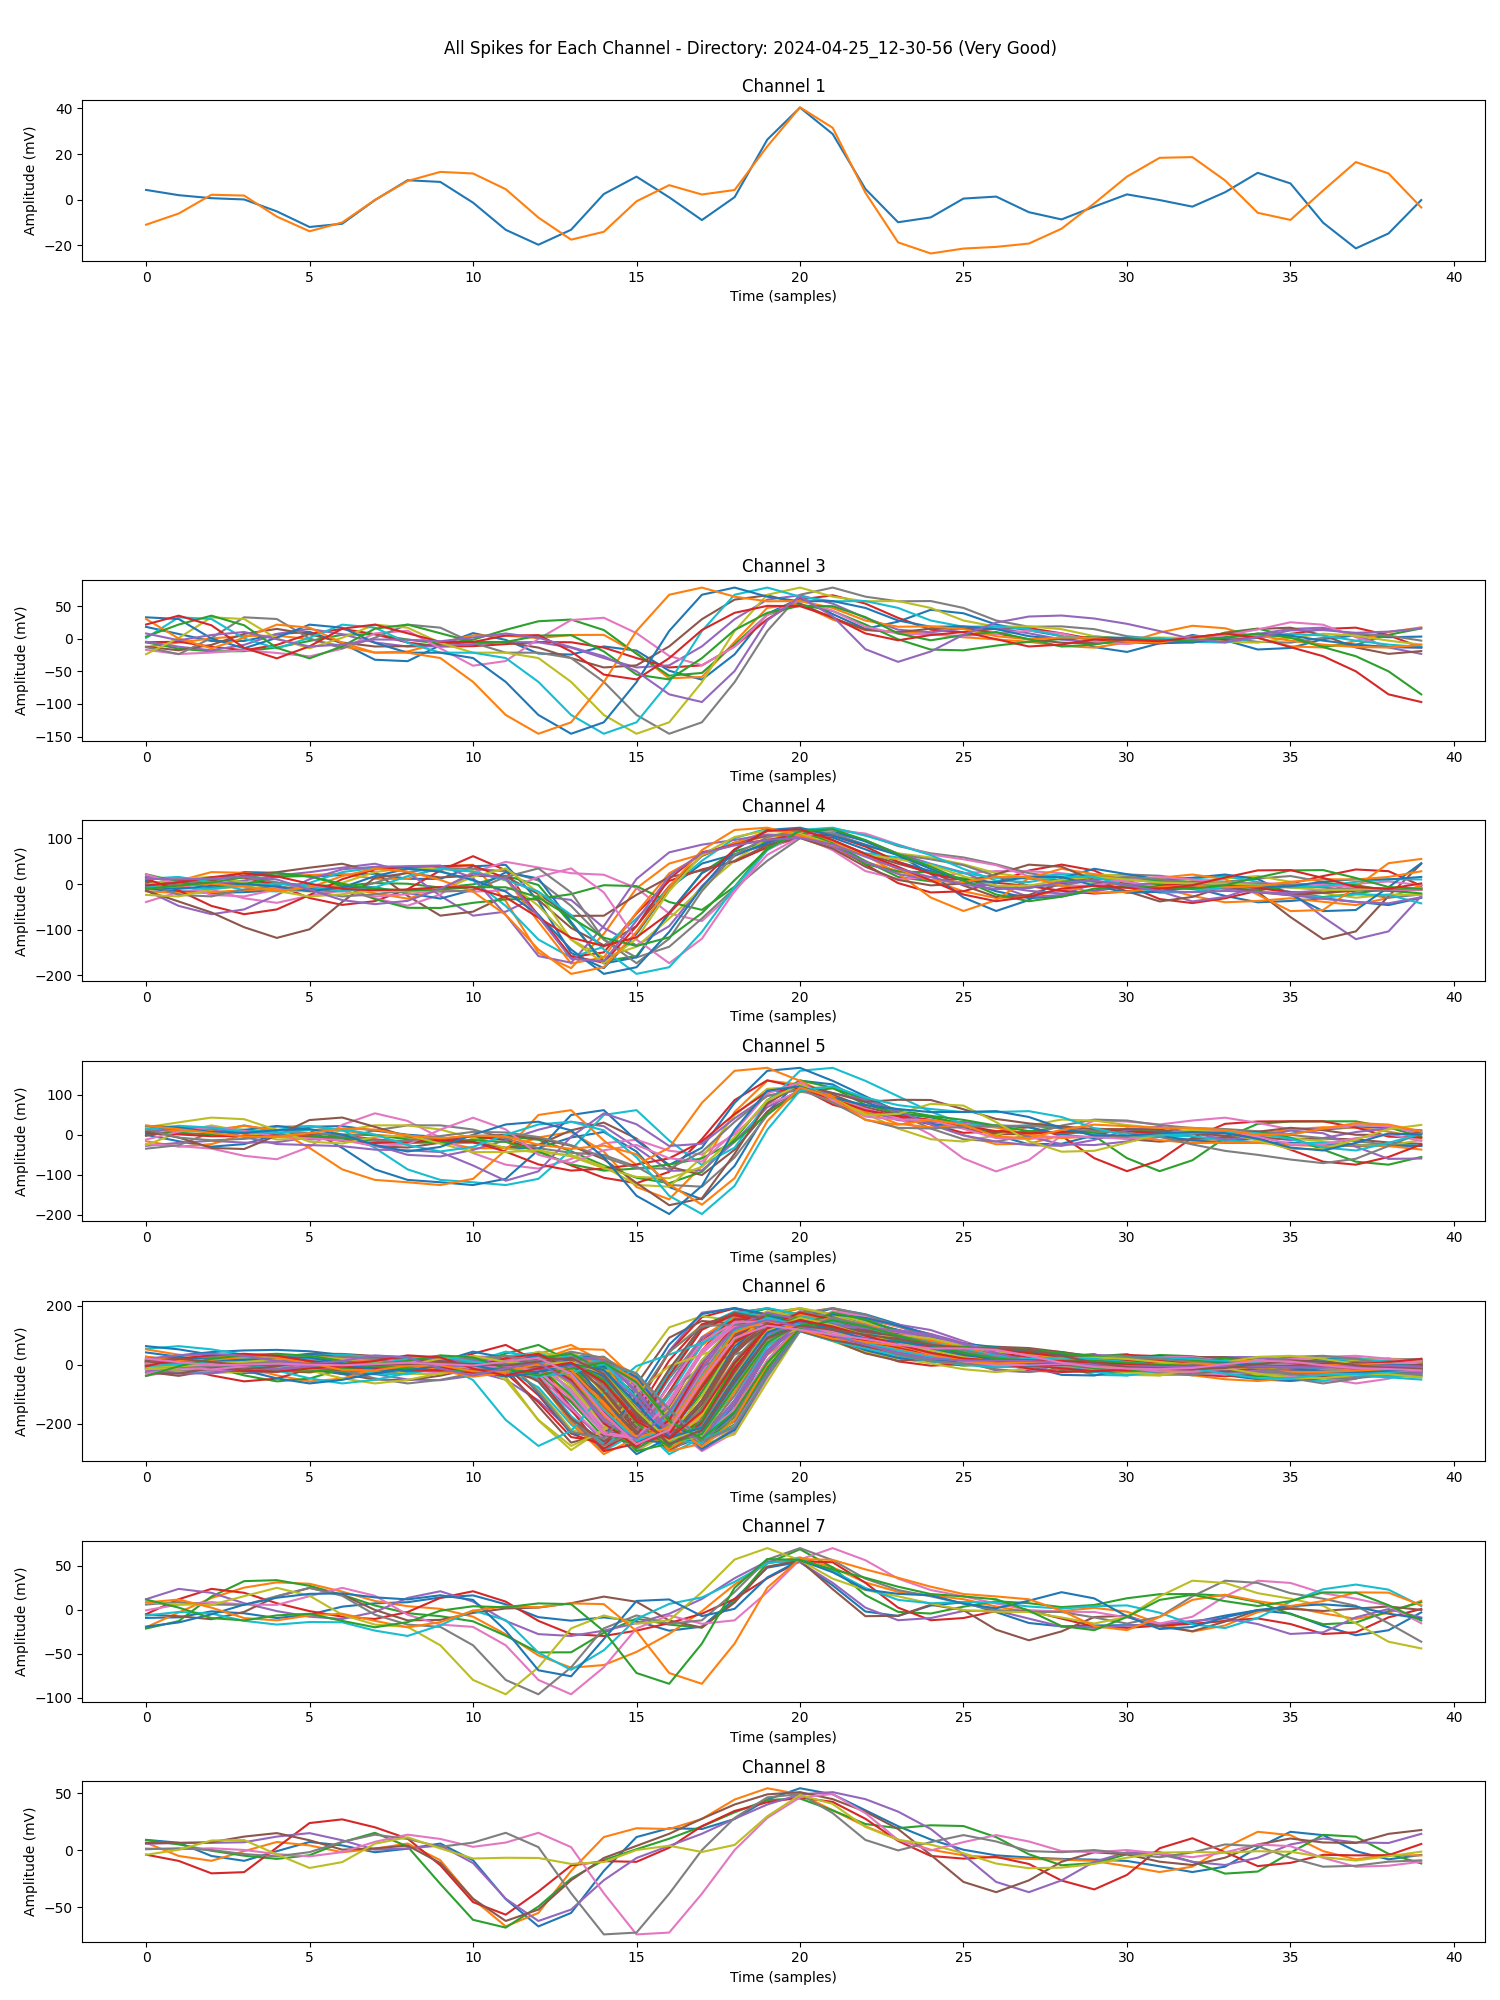 All Spikes for Each Channel - Directory: 2024-04-25_12-30-56 (Very Good)
Channel 1
Amplitude (mV)
40
20
0
−20
0 5 10 15 20 25 30 35 40
Time (samples)
Channel 3
Amplitude (mV)
50
0
−50
−100
−150
0 5 10 15 20 25 30 35 40
Time (samples)
Channel 4
Amplitude (mV)
100
0
−100
−200
0 5 10 15 20 25 30 35 40
Time (samples)
Channel 5
Amplitude (mV)
100
0
−100
−200
0 5 10 15 20 25 30 35 40
Time (samples)
Channel 6
Amplitude (mV)
200
0
−200
0 5 10 15 20 25 30 35 40
Time (samples)
Channel 7
Amplitude (mV)
50
0
−50
−100
0 5 10 15 20 25 30 35 40
Time (samples)
Channel 8
Amplitude (mV)
50
0
−50
0 5 10 15 20 25 30 35 40
Time (samples)